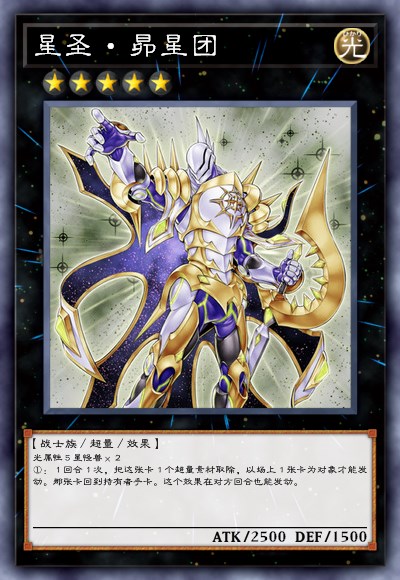 星圣·昴星团
光
【战士族／超量／效果】
光属性５星怪兽×２
①：１回合１次，把这张卡１个超量素材取除，以场上１张卡为对象才能发
动。那张卡回到持有者手卡。这个效果在对方回合也能发动。
ATK/2500 DEF/1500